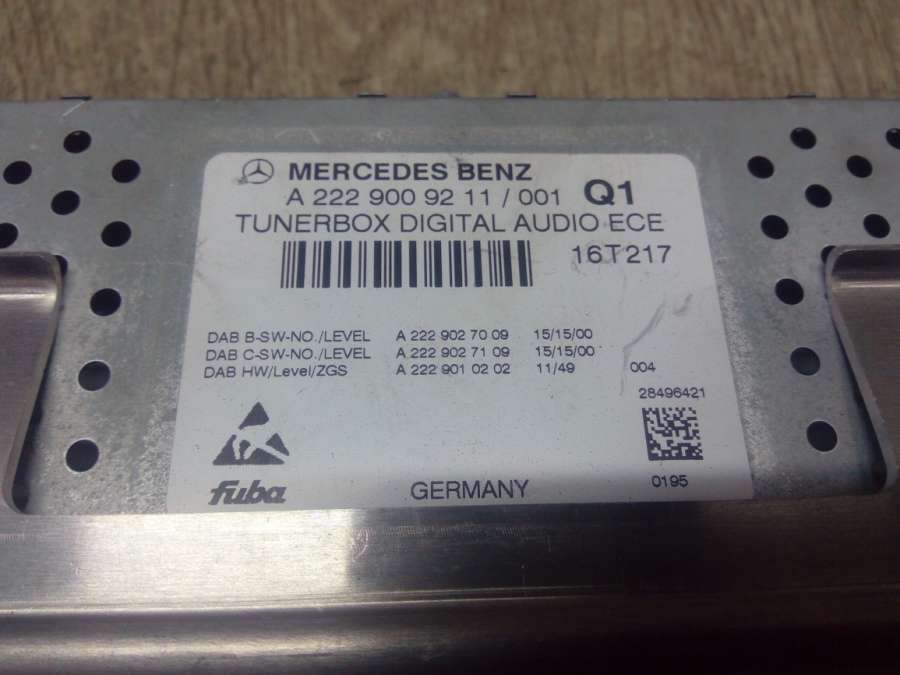 MERCEDES BENZ
A 222 900 92 11 / 001 Q1
TUNERBOX DIGITAL AUDIO ECE
16T217
DAB B-SW-NO./LEVEL A 222 902 70 09 15/15/00
DAB C-SW-NO./LEVEL A 222 902 71 09 15/15/00
DAB HW/Level/ZGS A 222 901 02 02 11/49 004
28496421
fuba GERMANY 0195